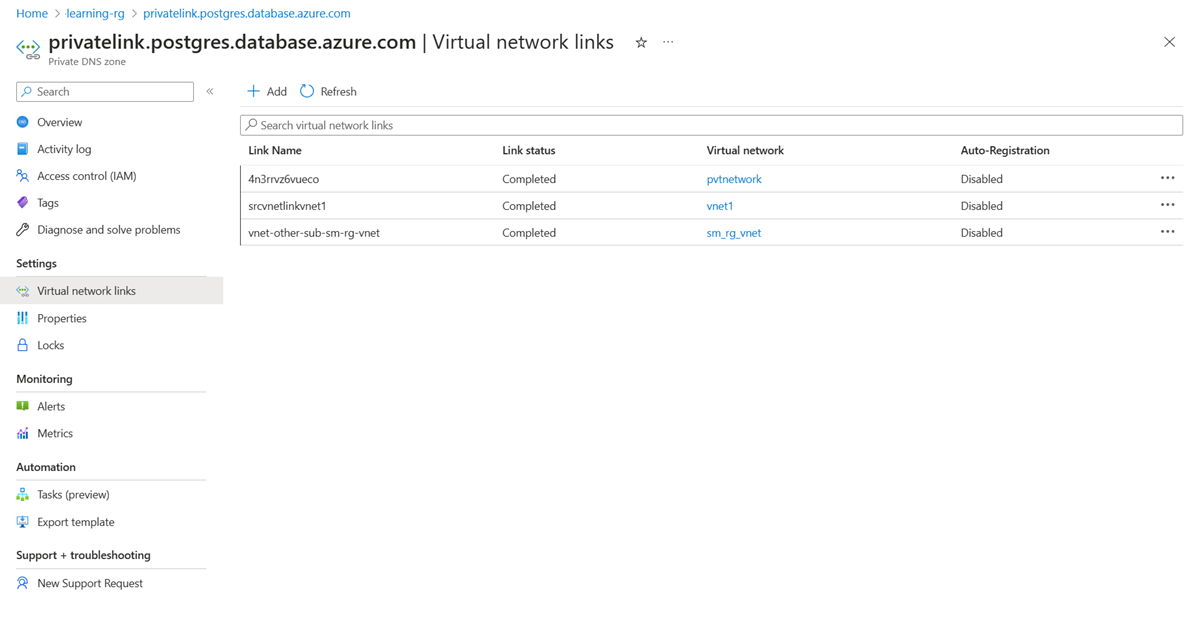 Home > learning-rg > privatelink.postgres.database.azure.com
privatelink.postgres.database.azure.com | Virtual network links
Private DNS zone
Search
Overview
Activity log
Access control (IAM)
Tags
Diagnose and solve problems
Settings
Virtual network links
Properties
Locks
Monitoring
Alerts
Metrics
Automation
Tasks (preview)
Export template
Support + troubleshooting
New Support Request
Add Refresh
Search virtual network links
Link Name Link status Virtual network Auto-Registration
4n3rrvz6vueco Completed pvtnetwork Disabled
srcvnetlinkvnet1 Completed vnet1 Disabled
vnet-other-sub-sm-rg-vnet Completed sm_rg_vnet Disabled